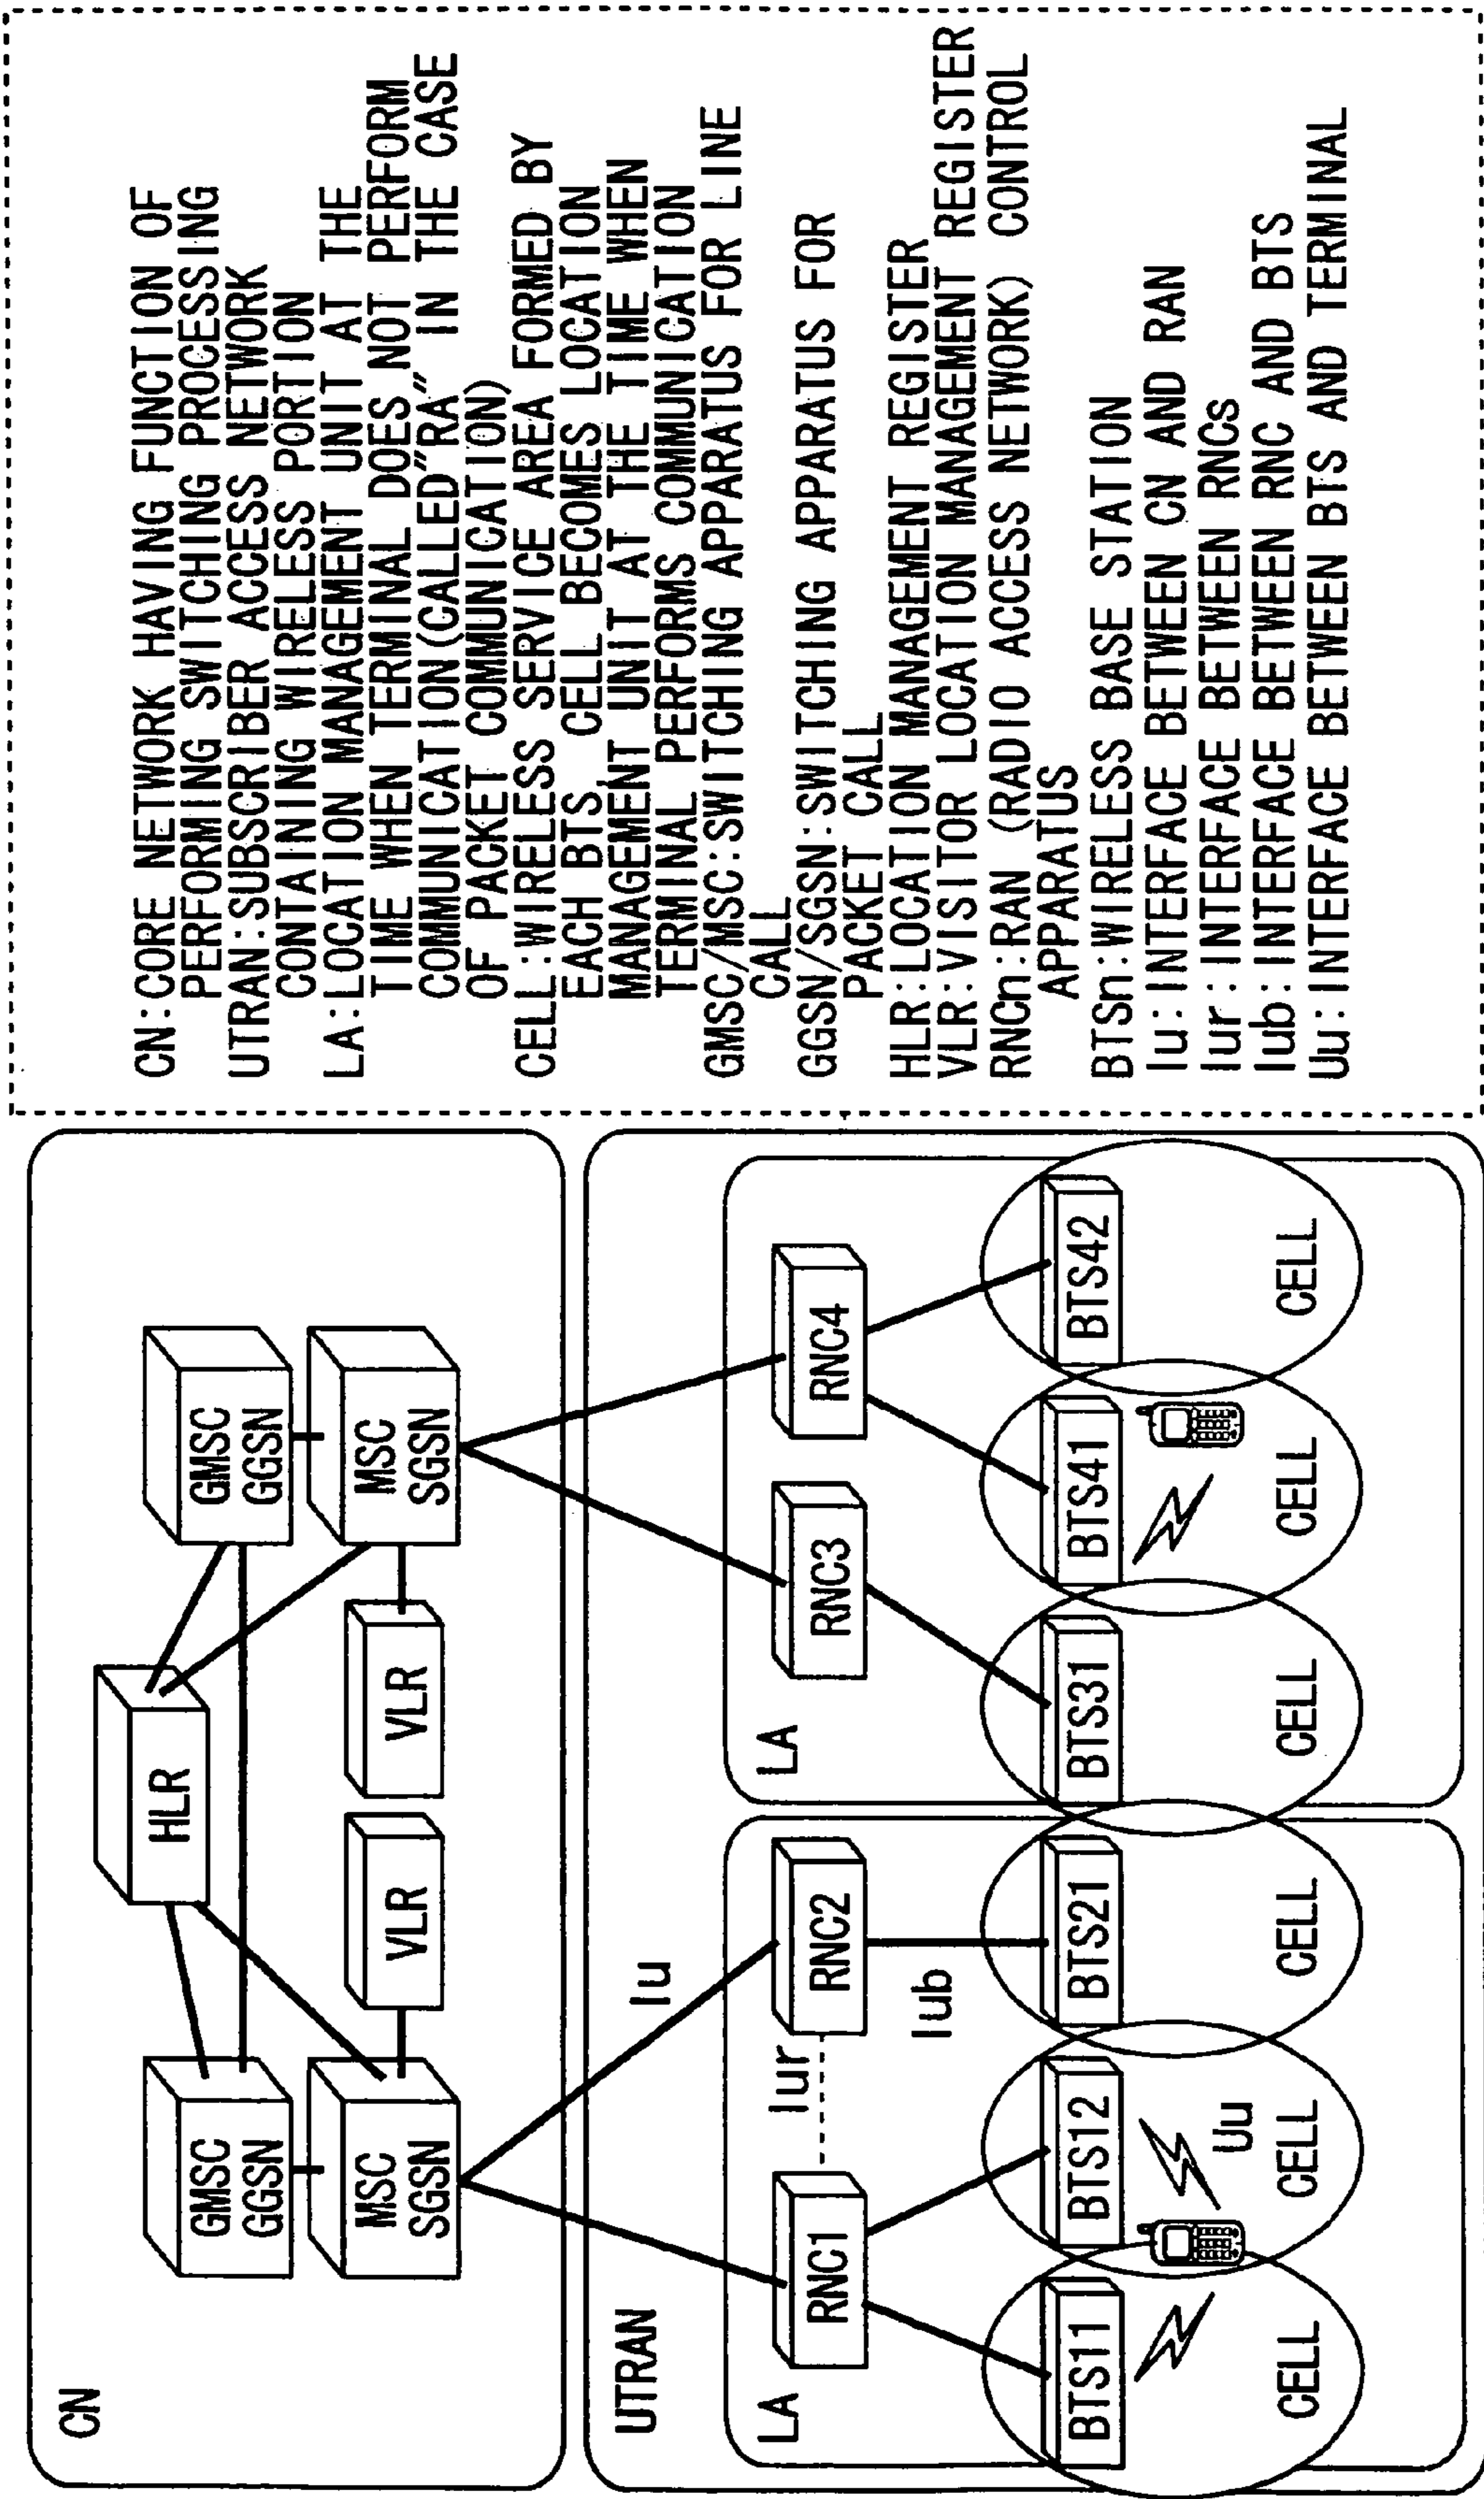 CN
HLR
GMSC
GGSN
GMSC
GGSN
MSC
SGSN
VLR
VLR
MSC
SGSN
UTRAN
Iu
LA
LA
RNC1
Iur
RNC2
RNC3
RNC4
Iub
BTS11
BTS12
BTS21
BTS31
BTS41
BTS42
Uu
CELL
CELL
CELL
CELL
CELL
CELL
CN:CORE NETWORK HAVING FUNCTION OF
PERFORMING SWITCHING PROCESSING
UTRAN:SUBSCRIBER ACCESS NETWORK
CONTAINING WIRELESS PORTION
LA:LOCATION MANAGEMENT UNIT AT THE
TIME WHEN TERMINAL DOES NOT PERFORM
COMMUNICATION(CALLED"RA" IN THE CASE
OF PACKET COMMUNICATION)
CELL:WIRELESS SERVICE AREA FORMED BY
EACH BTS CELL BECOMES LOCATION
MANAGEMENT UNIT AT THE TIME WHEN
TERMINAL PERFORMS COMMUNICATION
GMSC/MSC:SWITCHING APPARATUS FOR LINE
CALL
GGSN/SGSN:SWITCHING APPARATUS FOR
PACKET CALL
HLR:LOCATION MANAGEMENT REGISTER
VLR:VISITOR LOCATION MANAGEMENT REGISTER
RNCn:RAN (RADIO ACCESS NETWORK) CONTROL
APPARATUS
BTSn:WIRELESS BASE STATION
Iu:INTERFACE BETWEEN CN AND RAN
Iur:INTERFACE BETWEEN RNCs
Iub:INTERFACE BETWEEN RNC AND BTS
Uu:INTERFACE BETWEEN BTS AND TERMINAL